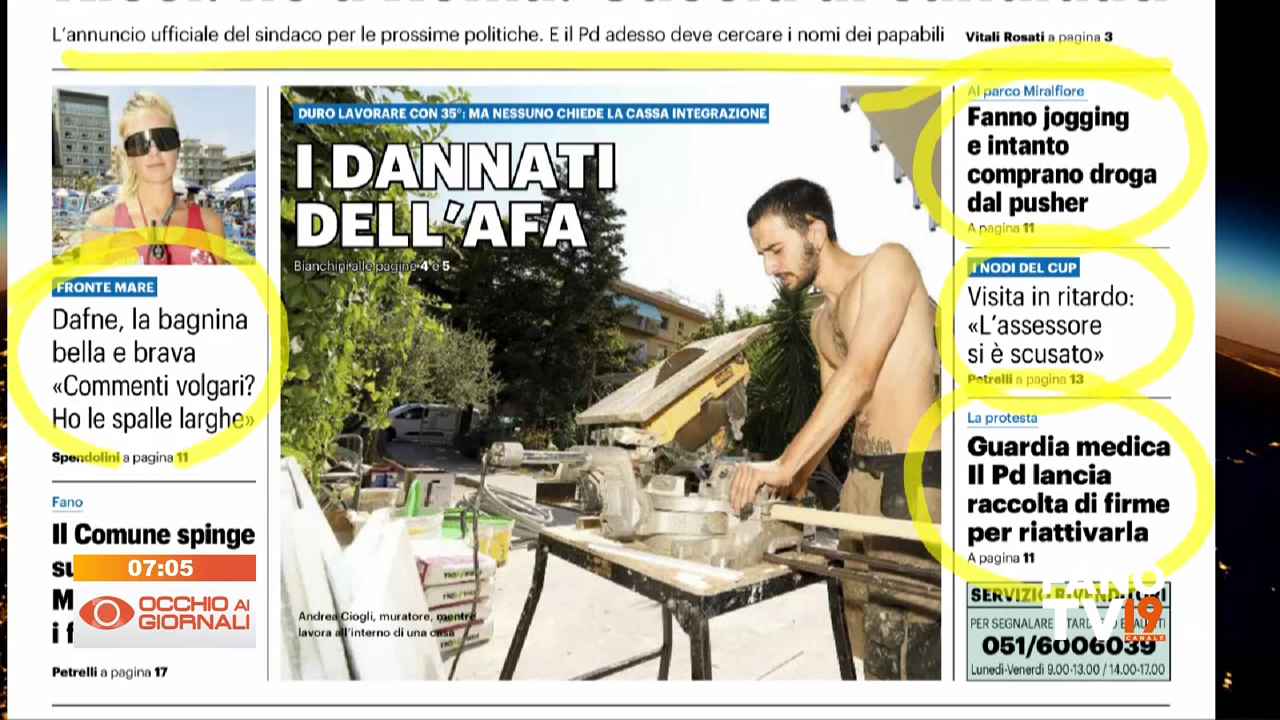 L'annuncio ufficiale del sindaco per le prossime politiche. E il Pd adesso deve cercare i nomi dei papabili
Vitali Rosati a pagina 3
FRONTE MARE
Dafne, la bagnina
bella e brava
«Commenti volgari?
Ho le spalle larghe»
Spendolini a pagina 11
Fano
Il Comune spinge
Petrelli a pagina 17
DURO LAVORARE CON 35°: MA NESSUNO CHIEDE LA CASSA INTEGRAZIONE
I DANNATI
DELL'AFA
Bianchini alle pagine 4 e 5
Andrea Ciogli, muratore, mentre
lavora all'interno di una casa
Al parco Miralfiore
Fanno jogging
e intanto
comprano droga
dal pusher
A pagina 11
I NODI DEL CUP
Visita in ritardo:
«L'assessore
si è scusato»
Petrelli a pagina 13
La protesta
Guardia medica
Il Pd lancia
raccolta di firme
per riattivarla
A pagina 11
SERVIZIO RIVENDITORI
PER SEGNALARE
051/6006039
Lunedì-Venerdì 9.00-13.00 / 14.00-17.00
07:05
OCCHIO AI
GIORNALI
FANO
TV 19
CANALE